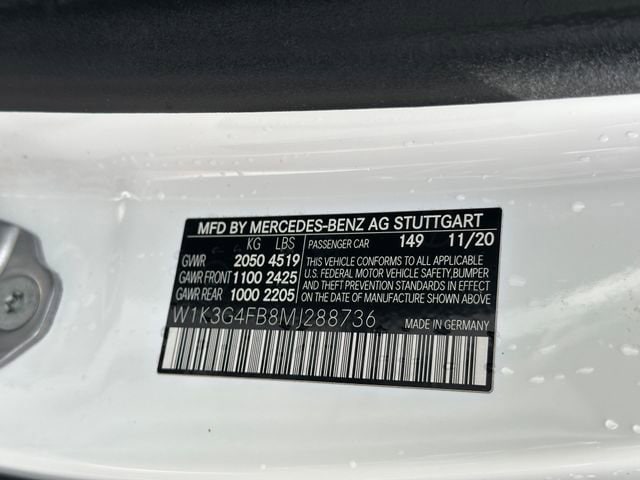 MFD BY MERCEDES-BENZ AG STUTTGART
KG LBS
GVWR 2050 4519
GAWR FRONT 1100 2425
GAWR REAR 1000 2205
PASSENGER CAR 149 11/20
THIS VEHICLE CONFORMS TO ALL APPLICABLE
U.S. FEDERAL MOTOR VEHICLE SAFETY, BUMPER
AND THEFT PREVENTION STANDARDS IN EFFECT
ON THE DATE OF MANUFACTURE SHOWN ABOVE.
W1K3G4FB8MJ288736
MADE IN GERMANY